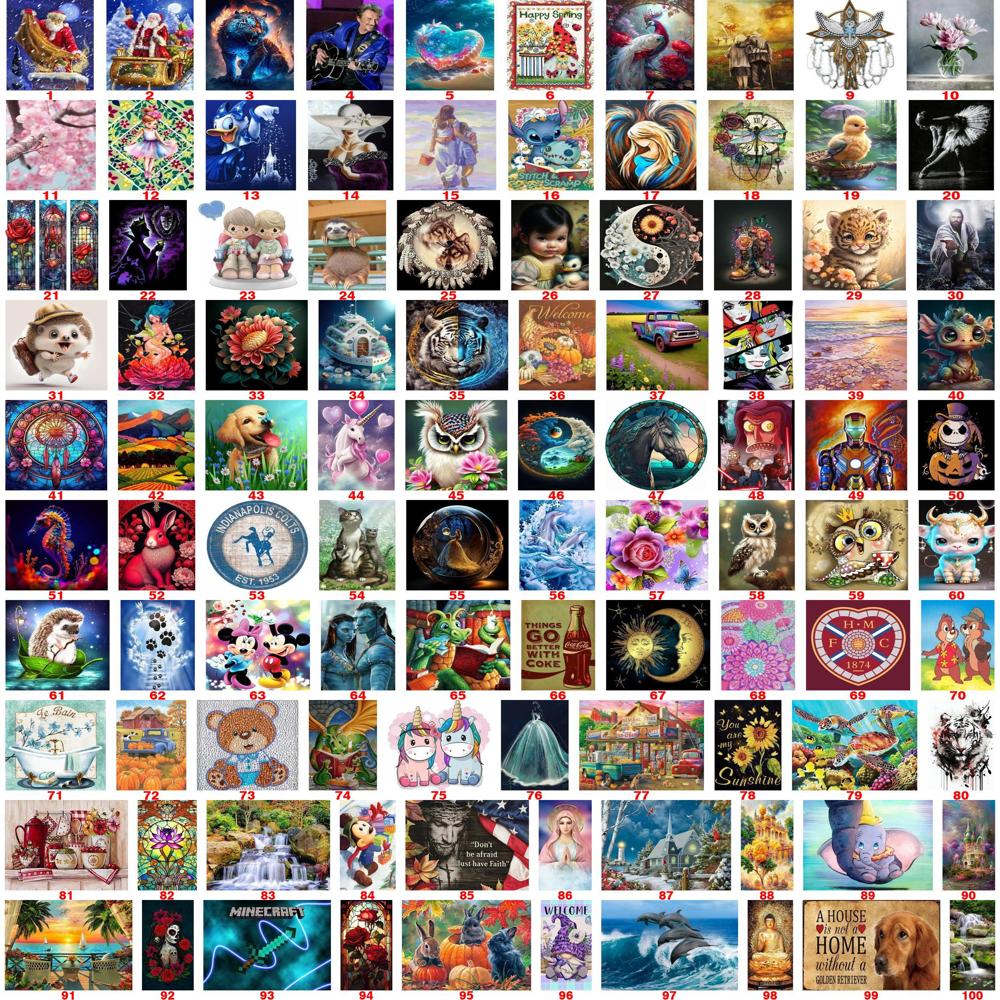 Happy Spring
1 2 3 4 5 6 7 8 9 10
XII
STITCH &
SCRAMP
11 12 13 14 15 16 17 18 19 20
21 22 23 24 25 26 27 28 29 30
Welcome
31 32 33 34 35 36 37 38 39 40
41 42 43 44 45 46 47 48 49 50
INDIANAPOLIS COLTS
EST. 1953
51 52 53 54 55 56 57 58 59 60
THINGS
GO
BETTER
WITH
COKE
Coca-Cola
H M
F C
1874
61 62 63 64 65 66 67 68 69 70
Le Bain
You
are
my
Sunshine
71 72 73 74 75 76 77 78 79 80
"Don't
be afraid
Just have Faith"
81 82 83 84 85 86 87 88 89 90
MINECRAFT
WELCOME
A HOUSE
is not a
HOME
without a
GOLDEN RETRIEVER
91 92 93 94 95 96 97 98 99 100